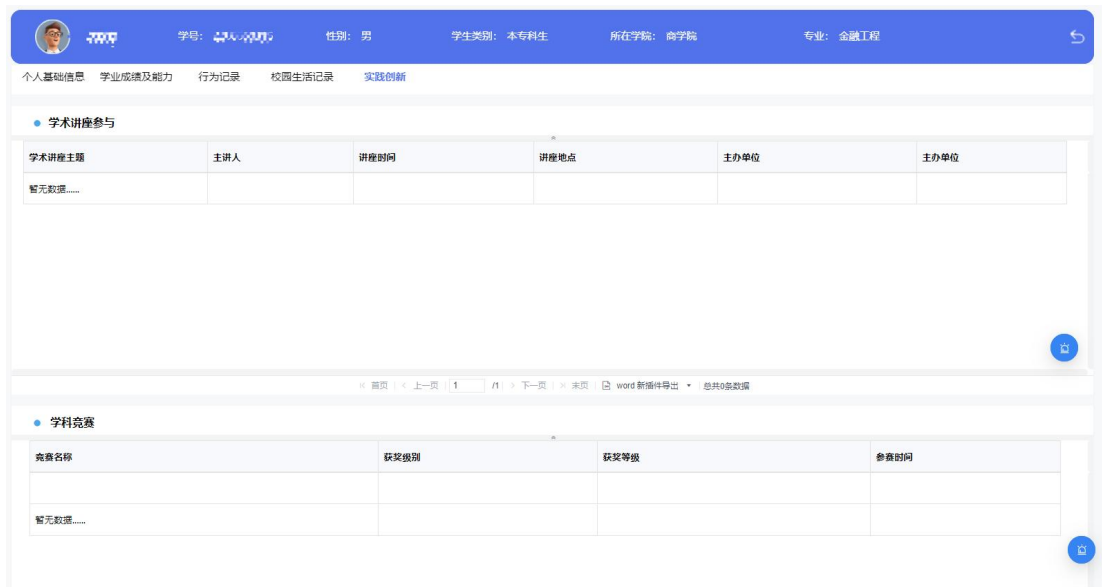 学号： 性别： 男 学生类别： 本专科生 所在学院： 商学院 专业： 金融工程
个人基础信息 学业成绩及能力 行为记录 校园生活记录 实践创新
学术讲座参与
学术讲座主题 主讲人 讲座时间 讲座地点 主办单位 主办单位
暂无数据......
首页 上一页 1 /1 下一页 末页 word 新插件导出 总共0条数据
学科竞赛
竞赛名称 获奖级别 获奖等级 参赛时间
暂无数据......